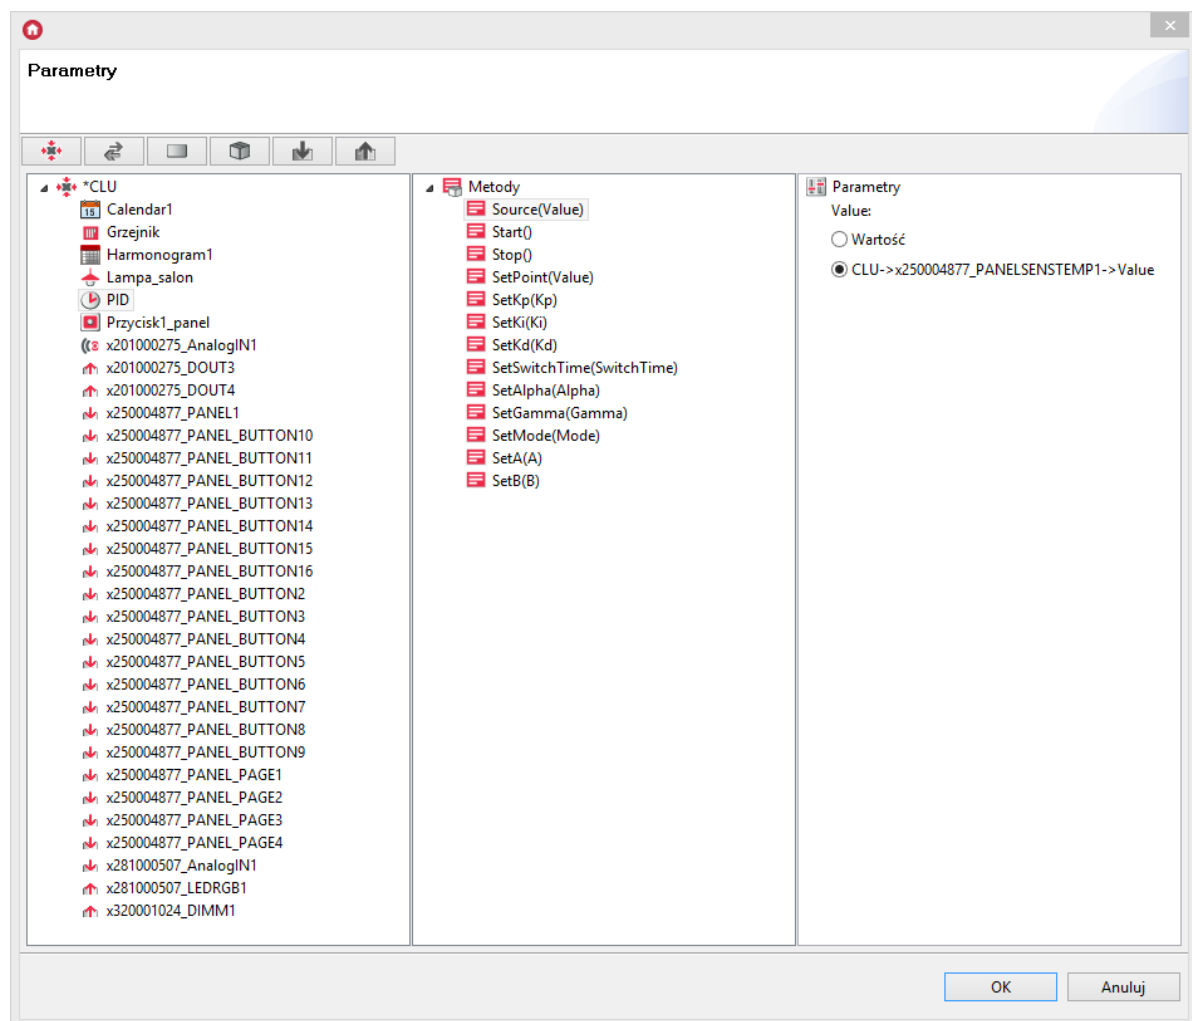 Parametry
*CLU
15 Calendar1
Grzejnik
Harmonogram1
Lampa_salon
PID
Przycisk1_panel
x201000275_AnalogIN1
x201000275_DOUT3
x201000275_DOUT4
x250004877_PANEL1
x250004877_PANEL_BUTTON10
x250004877_PANEL_BUTTON11
x250004877_PANEL_BUTTON12
x250004877_PANEL_BUTTON13
x250004877_PANEL_BUTTON14
x250004877_PANEL_BUTTON15
x250004877_PANEL_BUTTON16
x250004877_PANEL_BUTTON2
x250004877_PANEL_BUTTON3
x250004877_PANEL_BUTTON4
x250004877_PANEL_BUTTON5
x250004877_PANEL_BUTTON6
x250004877_PANEL_BUTTON7
x250004877_PANEL_BUTTON8
x250004877_PANEL_BUTTON9
x250004877_PANEL_PAGE1
x250004877_PANEL_PAGE2
x250004877_PANEL_PAGE3
x250004877_PANEL_PAGE4
x281000507_AnalogIN1
x281000507_LEDRGB1
x320001024_DIMM1
Metody
Source(Value)
Start()
Stop()
SetPoint(Value)
SetKp(Kp)
SetKi(Ki)
SetKd(Kd)
SetSwitchTime(SwitchTime)
SetAlpha(Alpha)
SetGamma(Gamma)
SetMode(Mode)
SetA(A)
SetB(B)
Parametry
Value:
Wartość
CLU->x250004877_PANELSENSTEMP1->Value
OK
Anuluj